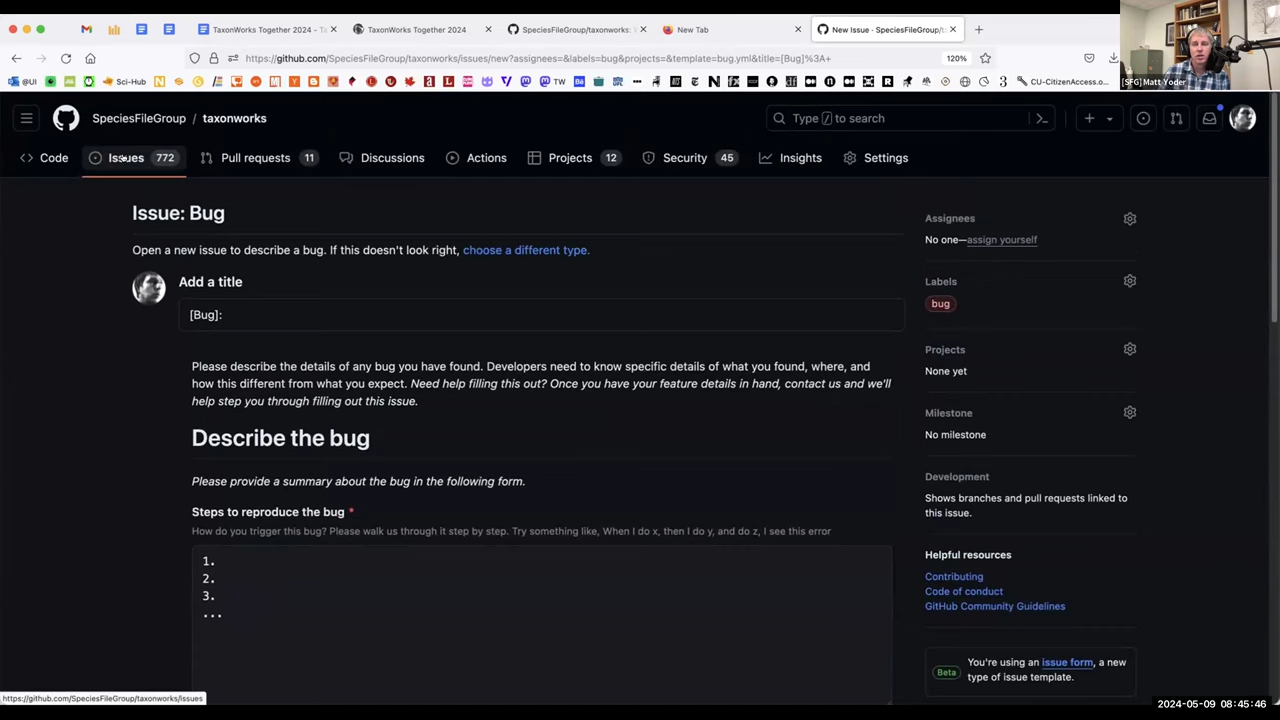 TaxonWorks Together 2024 - Ta
TaxonWorks Together 2024
SpeciesFileGroup/taxonworks:
New Tab
New Issue · SpeciesFileGroup/ta
https://github.com/SpeciesFileGroup/taxonworks/issues/new?assignees=&labels=bug&projects=&template=bug.yml&title=[Bug]%3A+
120%
@UI
Sci-Hub
TW
CU-CitizenAccess.o...
[SFG] Matt Yoder
SpeciesFileGroup / taxonworks
Type / to search
Code
Issues 772
Pull requests 11
Discussions
Actions
Projects 12
Security 45
Insights
Settings
Issue: Bug
Open a new issue to describe a bug. If this doesn't look right, choose a different type.
Add a title
[Bug]:
Please describe the details of any bug you have found. Developers need to know specific details of what you found, where, and
how this different from what you expect. Need help filling this out? Once you have your feature details in hand, contact us and we'll
help step you through filling out this issue.
Describe the bug
Please provide a summary about the bug in the following form.
Steps to reproduce the bug *
How do you trigger this bug? Please walk us through it step by step. Try something like, When I do x, then I do y, and do z, I see this error
1.
2.
3.
...
Assignees
No one—assign yourself
Labels
bug
Projects
None yet
Milestone
No milestone
Development
Shows branches and pull requests linked to
this issue.
Helpful resources
Contributing
Code of conduct
GitHub Community Guidelines
Beta
You're using an issue form, a new
type of issue template.
https://github.com/SpeciesFileGroup/taxonworks/issues
2024-05-09 08:45:46